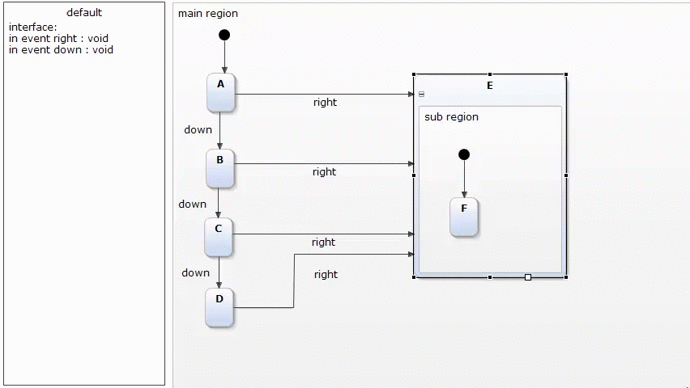 default
interface:
in event right : void
in event down : void
main region
A
right
E
sub region
down
B
right
down
F
C
right
down
D
right